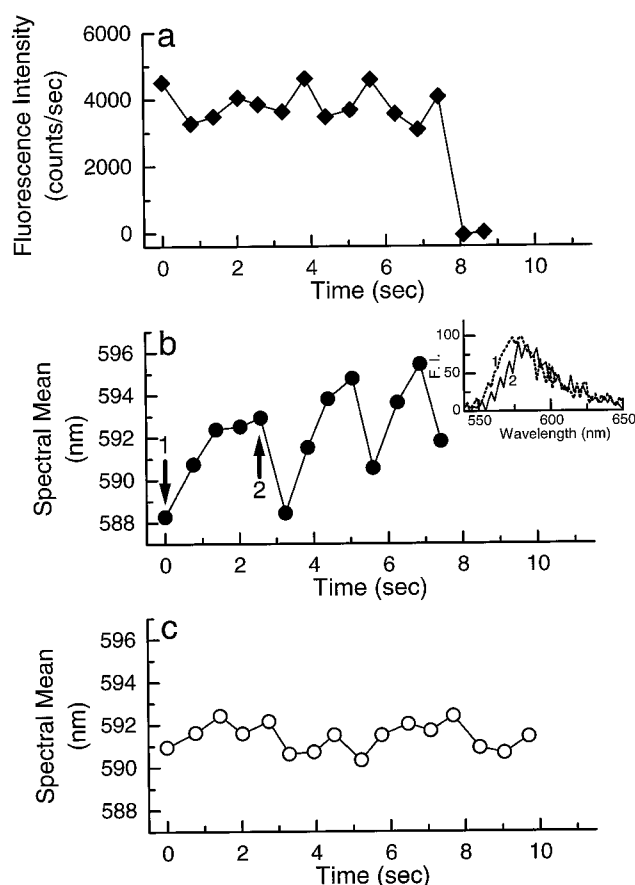 a
6000
4000
2000
0
Fluorescence Intensity
(counts/sec)
0 2 4 6 8 10
Time (sec)
b
596
594
592
590
588
Spectral Mean
(nm)
1
2
0 2 4 6 8 10
Time (sec)
100
50
0
F. I.
1
2
550 600 650
Wavelength (nm)
c
596
594
592
590
588
Spectral Mean
(nm)
0 2 4 6 8 10
Time (sec)